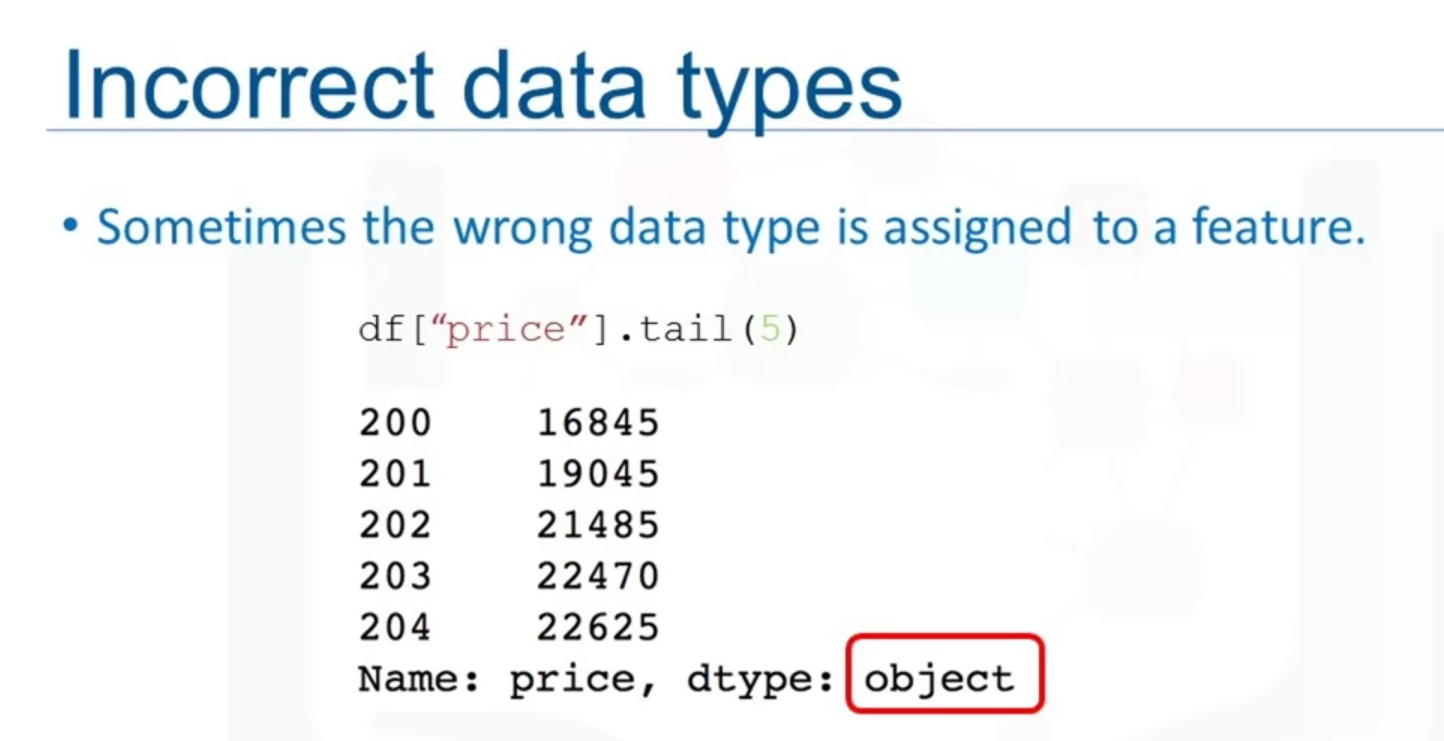 Incorrect data types
• Sometimes the wrong data type is assigned to a feature.
df[“price”].tail(5)
200 16845
201 19045
202 21485
203 22470
204 22625
Name: price, dtype: object